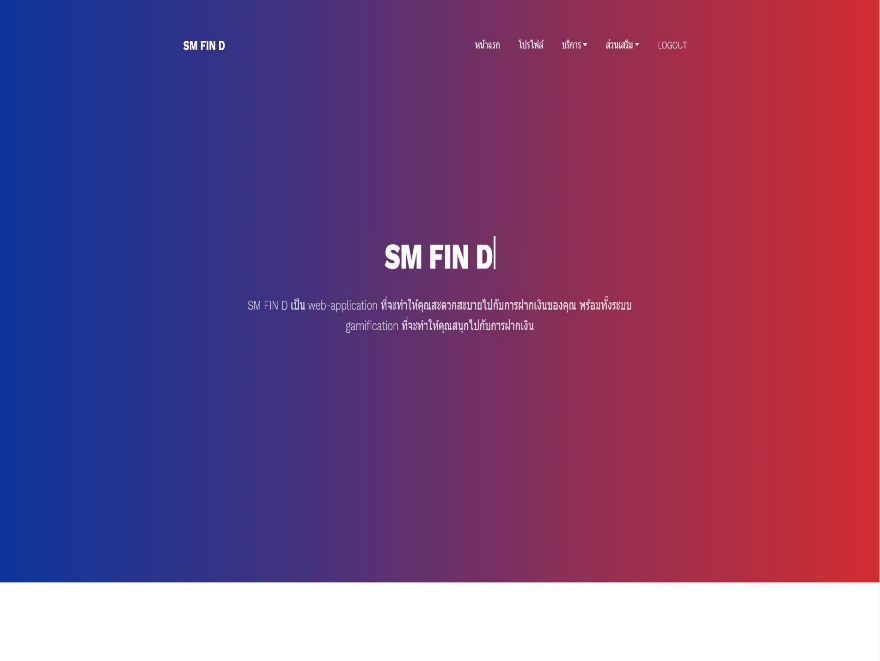 SM FIN D
หน้าแรก โปรไฟล์ บริการ ส่วนเสริม LOGOUT
SM FIN D
SM FIN D เป็น web-application ที่จะทำให้คุณสะดวกสะบายไปกับการฝากเงินของคุณ พร้อมทั้งระบบ
gamification ที่จะทำให้คุณสนุกไปกับการฝากเงิน